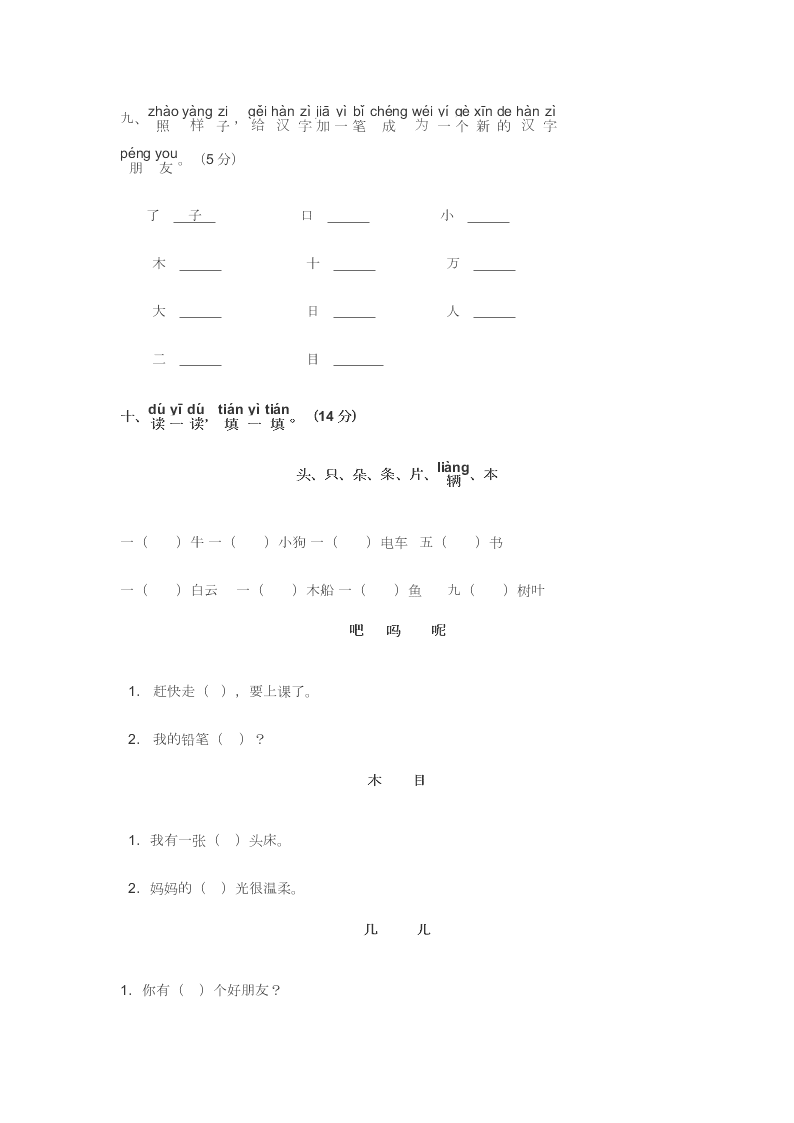 zhào yàng zi gěi hàn zì jiā yì bǐ chéng wéi yí gè xīn de hàn zì
九、照 样 子，给 汉 字 加 一 笔 成 为 一 个 新 的 汉 字
péng you
朋 友。（5 分）
了 子 口 ______ 小 ______
木 ______ 十 ______ 万 ______
大 ______ 日 ______ 人 ______
二 ______ 目 _______
dú yī dú tián yì tián
十、读 一 读，填 一 填。（14 分）
liàng
头、只、朵、条、片、辆、本
一（ ）牛 一（ ）小狗 一（ ）电车 五（ ）书
一（ ）白云 一（ ）木船 一（ ）鱼 九（ ）树叶
吧 吗 呢
1. 赶快走（ ），要上课了。
2. 我的铅笔（ ）？
木 目
1. 我有一张（ ）头床。
2. 妈妈的（ ）光很温柔。
几 儿
1. 你有（ ）个好朋友？